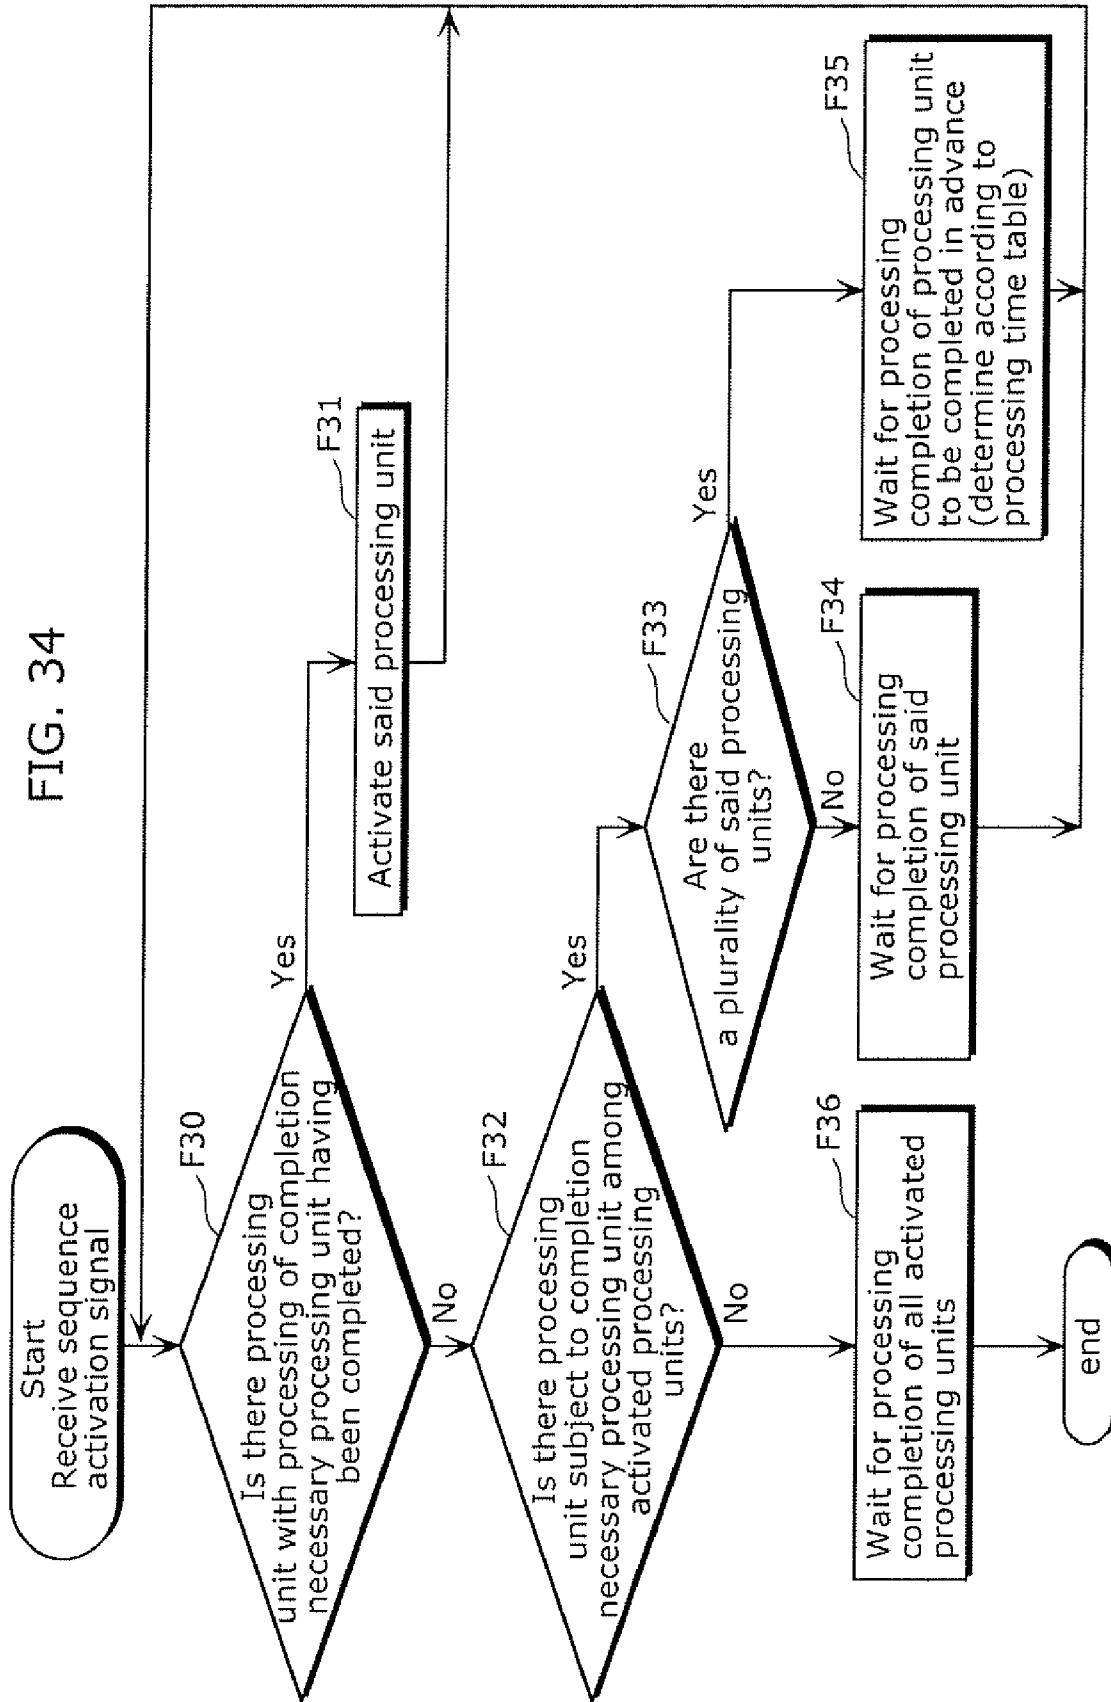 FIG. 34
Start
Receive sequence
activation signal
F30
Is there processing
unit with processing of completion
necessary processing unit having
been completed?
Yes
No
F31
Activate said processing unit
F32
Is there processing
unit subject to completion
necessary processing unit among
activated processing
units?
Yes
No
F33
Are there
a plurality of said processing
units?
Yes
No
F34
Wait for processing
completion of said
processing unit
F35
Wait for processing
completion of processing unit
to be completed in advance
(determine according to
processing time table)
F36
Wait for processing
completion of all activated
processing units
end